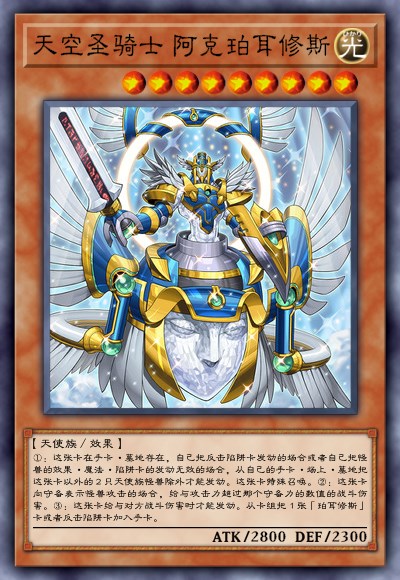 天空圣骑士 阿克珀耳修斯
ひかり
光
【天使族／效果】
①：这张卡在手卡·墓地存在，自己把反击陷阱卡发动的场合或者自己把怪
兽的效果·魔法·陷阱卡的发动无效的场合，从自己的手卡·场上·墓地把
这张卡以外的2只天使族怪兽除外才能发动。这张卡特殊召唤。②：这张卡
向守备表示怪兽攻击的场合，给与攻击力超过那个守备力的数值的战斗伤
害。③：这张卡给与对方战斗伤害时才能发动。从卡组把1张「珀耳修斯」
卡或者反击陷阱卡加入手卡。
ATK/2800 DEF/2300